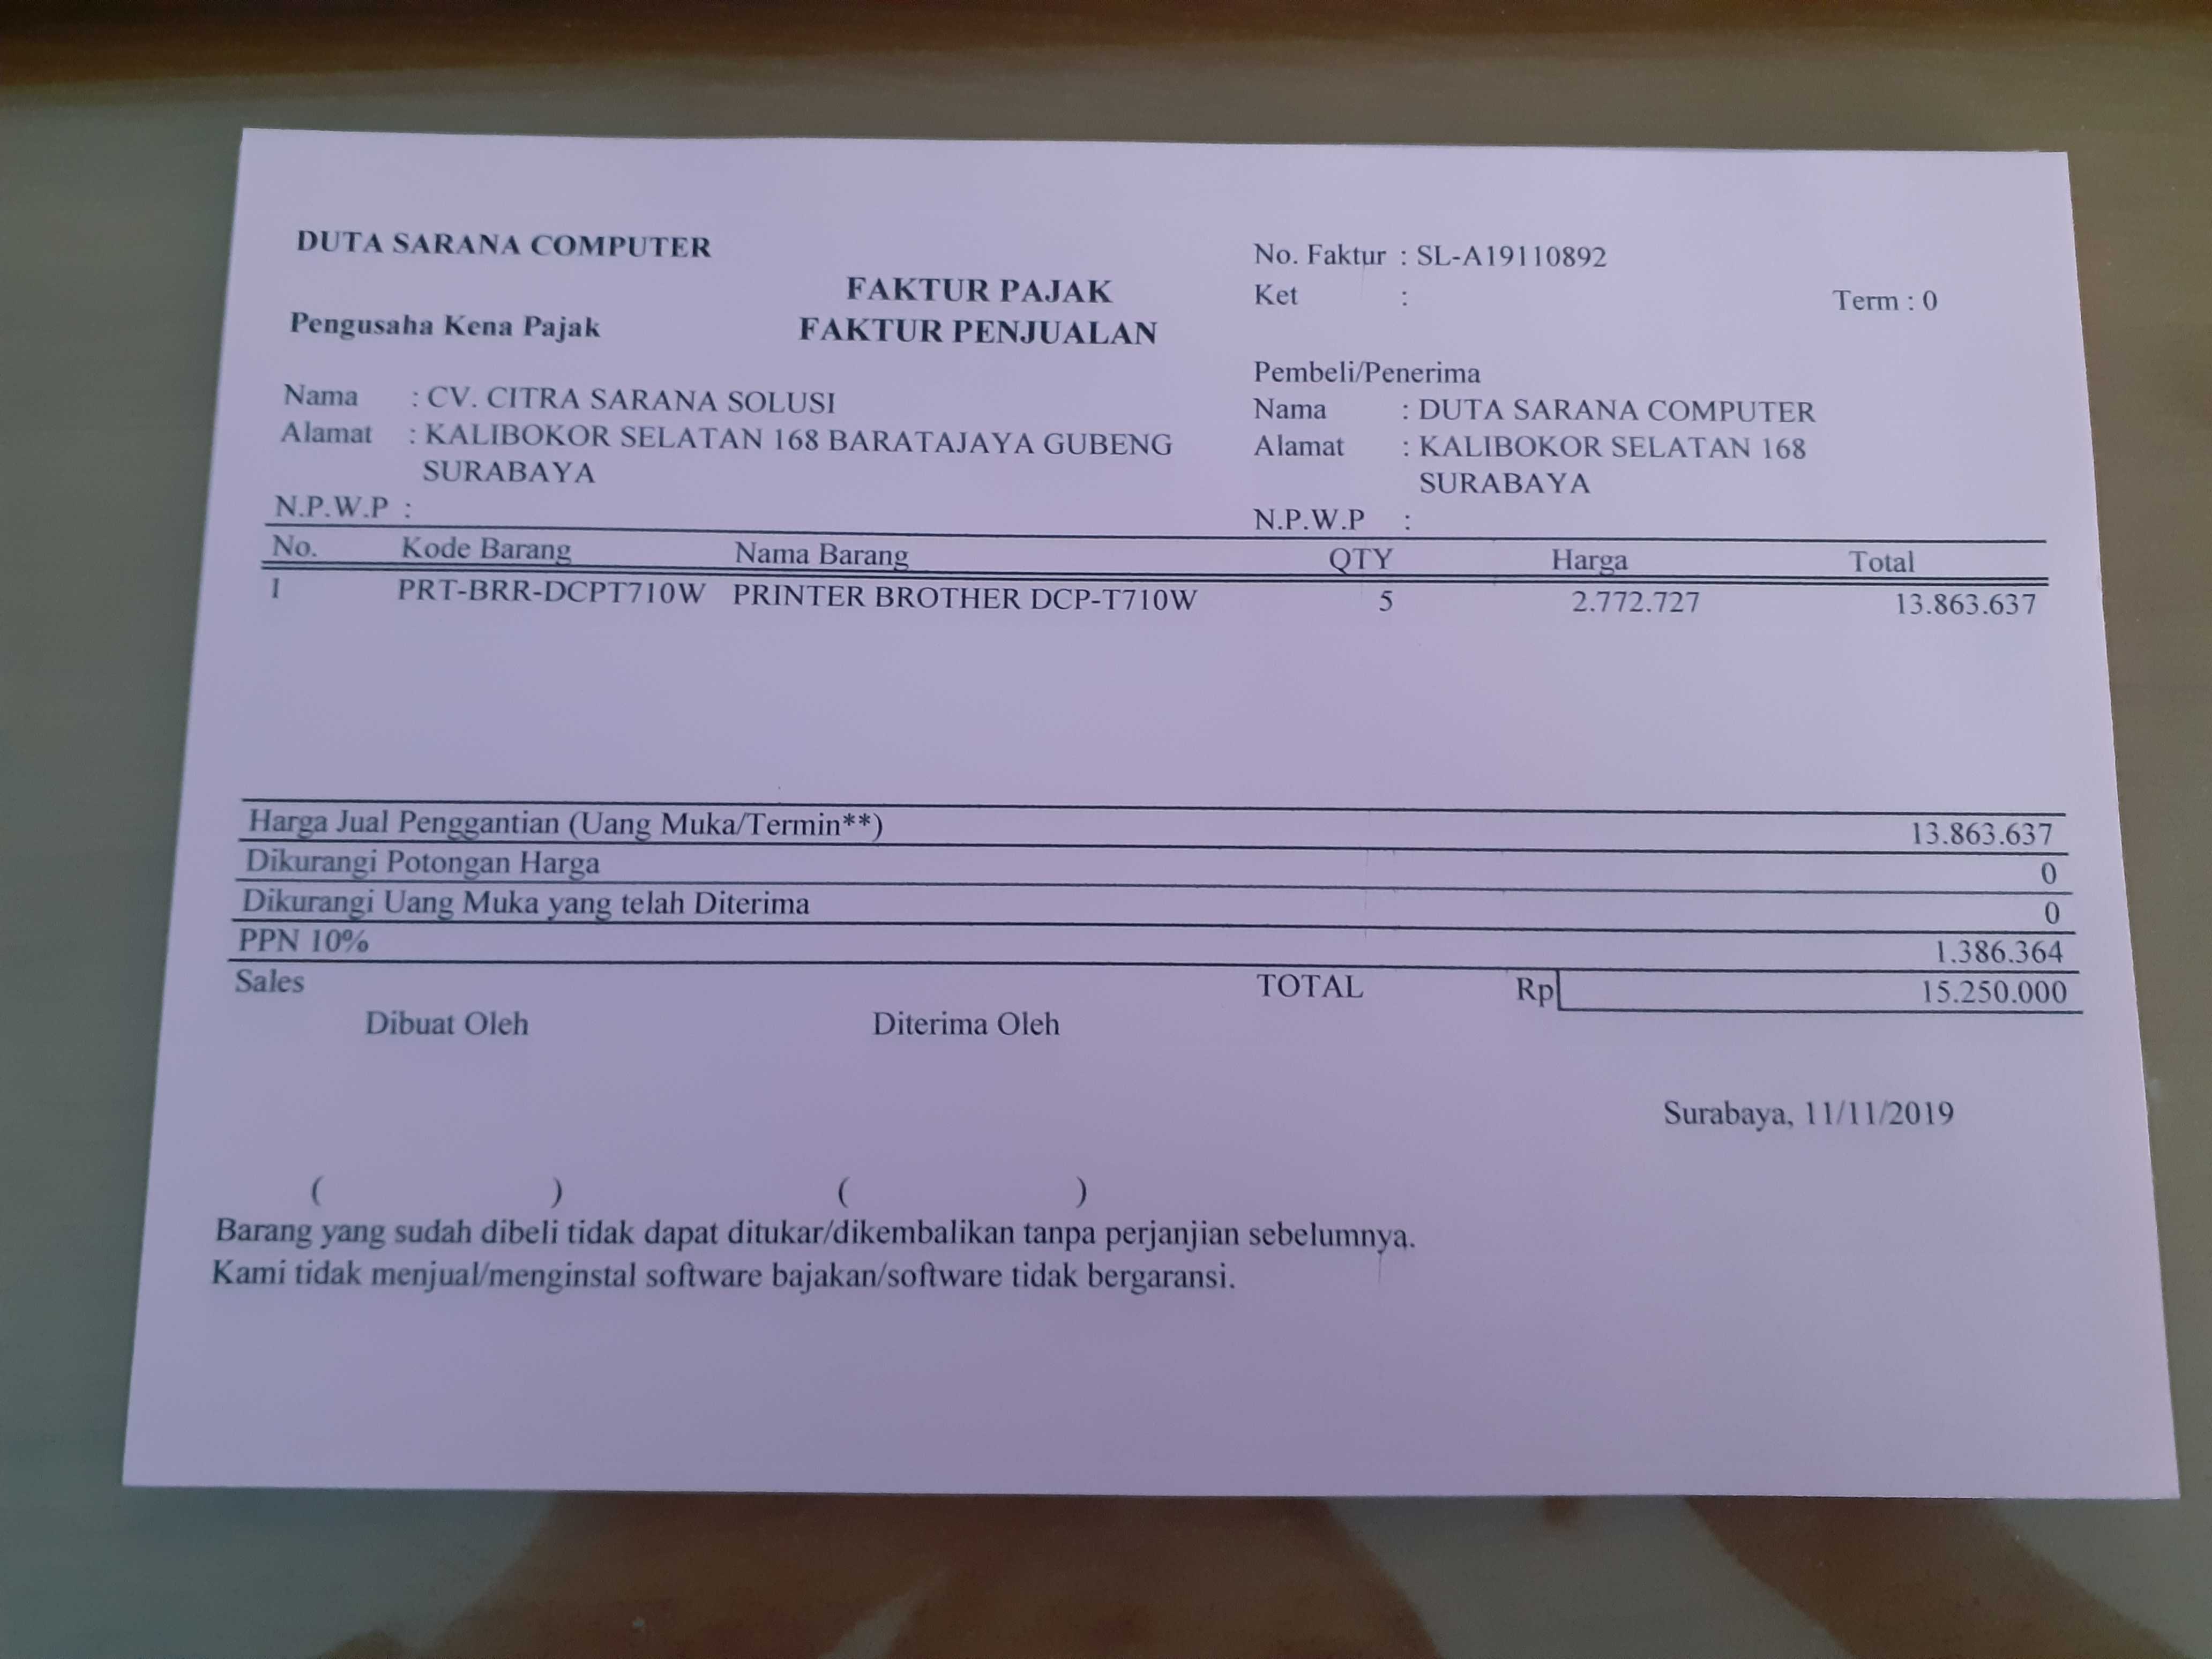 DUTA SARANA COMPUTER
No. Faktur : SL-A19110892
FAKTUR PAJAK
Ket : Term : 0
Pengusaha Kena Pajak
FAKTUR PENJUALAN
Nama : CV. CITRA SARANA SOLUSI
Alamat : KALIBOKOR SELATAN 168 BARATAJAYA GUBENG
SURABAYA
N.P.W.P :
Pembeli/Penerima
Nama : DUTA SARANA COMPUTER
Alamat : KALIBOKOR SELATAN 168
SURABAYA
N.P.W.P :
No. Kode Barang Nama Barang QTY Harga Total
1 PRT-BRR-DCPT710W PRINTER BROTHER DCP-T710W 5 2.772.727 13.863.637
Harga Jual Penggantian (Uang Muka/Termin**) 13.863.637
Dikurangi Potongan Harga 0
Dikurangi Uang Muka yang telah Diterima 0
PPN 10% 1.386.364
Sales TOTAL Rp 15.250.000
Dibuat Oleh Diterima Oleh
Surabaya, 11/11/2019
( ) ( )
Barang yang sudah dibeli tidak dapat ditukar/dikembalikan tanpa perjanjian sebelumnya.
Kami tidak menjual/menginstal software bajakan/software tidak bergaransi.